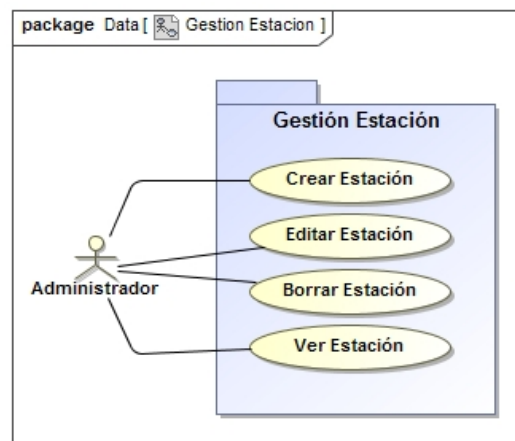 package Data [ Gestion Estacion ]
Gestión Estación
Crear Estación
Editar Estación
Borrar Estación
Administrador
Ver Estación